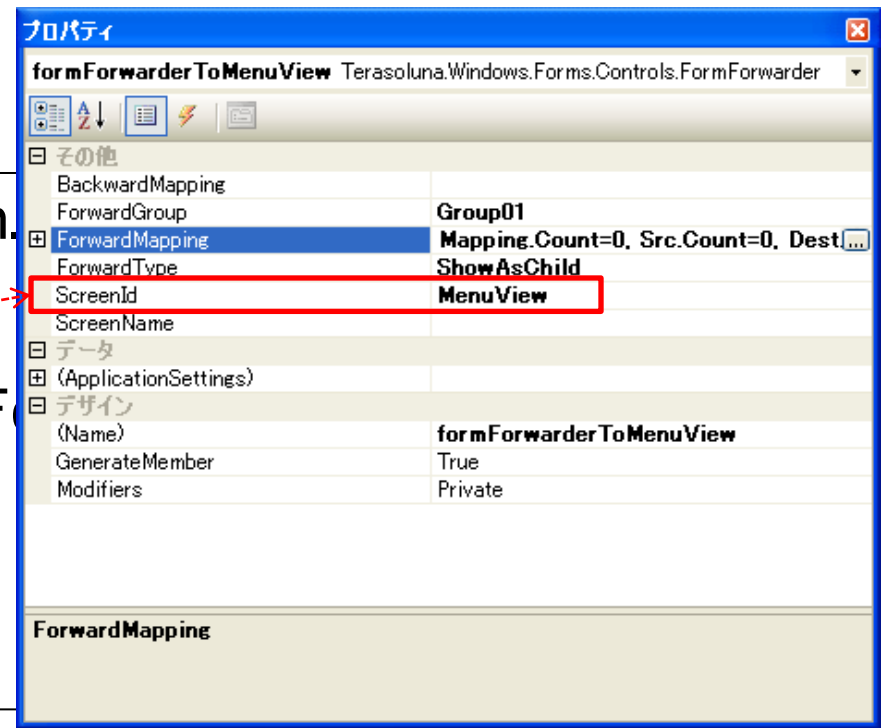 プロパティ
formForwarderToMenuView Terasoluna.Windows.Forms.Controls.FormForwarder
その他
BackwardMapping
ForwardGroup Group01
ForwardMapping Mapping.Count=0, Src.Count=0, Dest. ...
ForwardType ShowAsChild
ScreenId MenuView
ScreenName
データ
(ApplicationSettings)
デザイン
(Name) formForwarderToMenuView
GenerateMember True
Modifiers Private
ForwardMapping